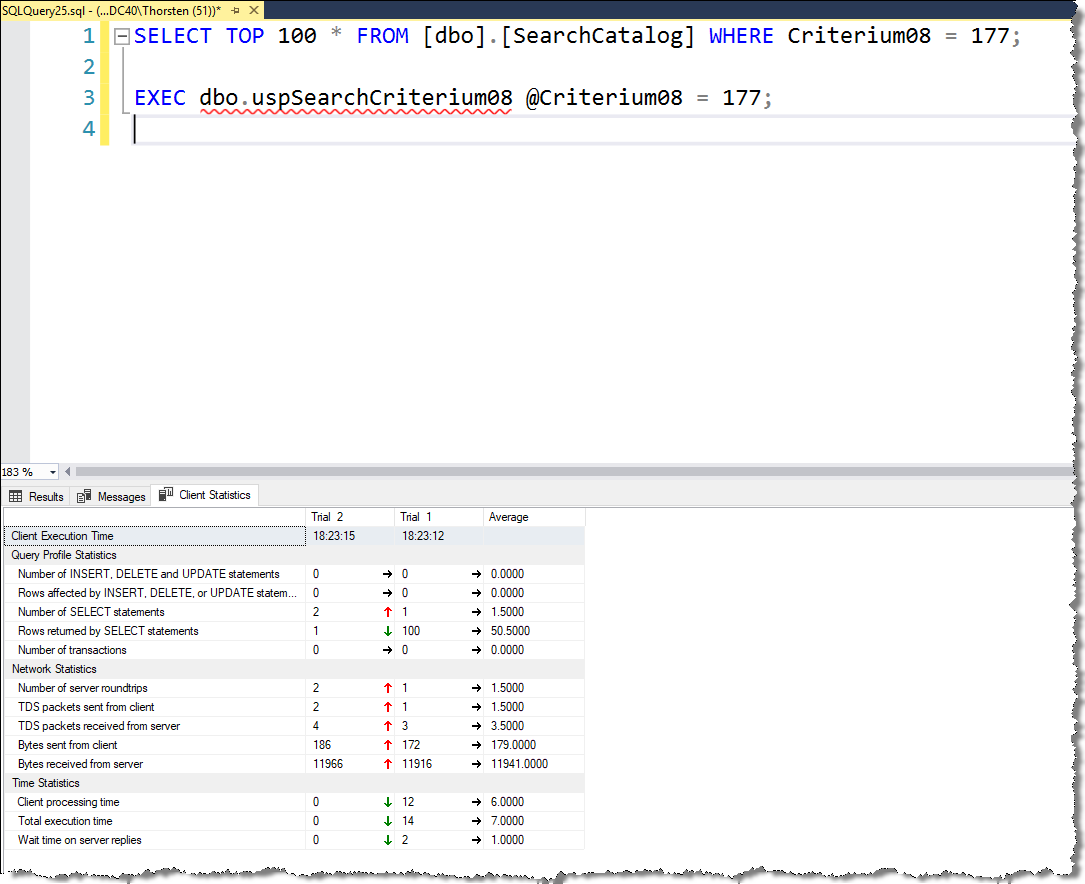 SQLQuery25.sql - (...DC40\Thorsten (51))*
1 SELECT TOP 100 * FROM [dbo].[SearchCatalog] WHERE Criterium08 = 177;
2
3 EXEC dbo.uspSearchCriterium08 @Criterium08 = 177;
4
183 %
Results Messages Client Statistics
Trial 2 Trial 1 Average
Client Execution Time 18:23:15 18:23:12
Query Profile Statistics
Number of INSERT, DELETE and UPDATE statements 0 → 0 → 0.0000
Rows affected by INSERT, DELETE, or UPDATE statem... 0 → 0 → 0.0000
Number of SELECT statements 2 ↑ 1 → 1.5000
Rows returned by SELECT statements 1 ↓ 100 → 50.5000
Number of transactions 0 → 0 → 0.0000
Network Statistics
Number of server roundtrips 2 ↑ 1 → 1.5000
TDS packets sent from client 2 ↑ 1 → 1.5000
TDS packets received from server 4 ↑ 3 → 3.5000
Bytes sent from client 186 ↑ 172 → 179.0000
Bytes received from server 11966 ↑ 11916 → 11941.0000
Time Statistics
Client processing time 0 ↓ 12 → 6.0000
Total execution time 0 ↓ 14 → 7.0000
Wait time on server replies 0 ↓ 2 → 1.0000